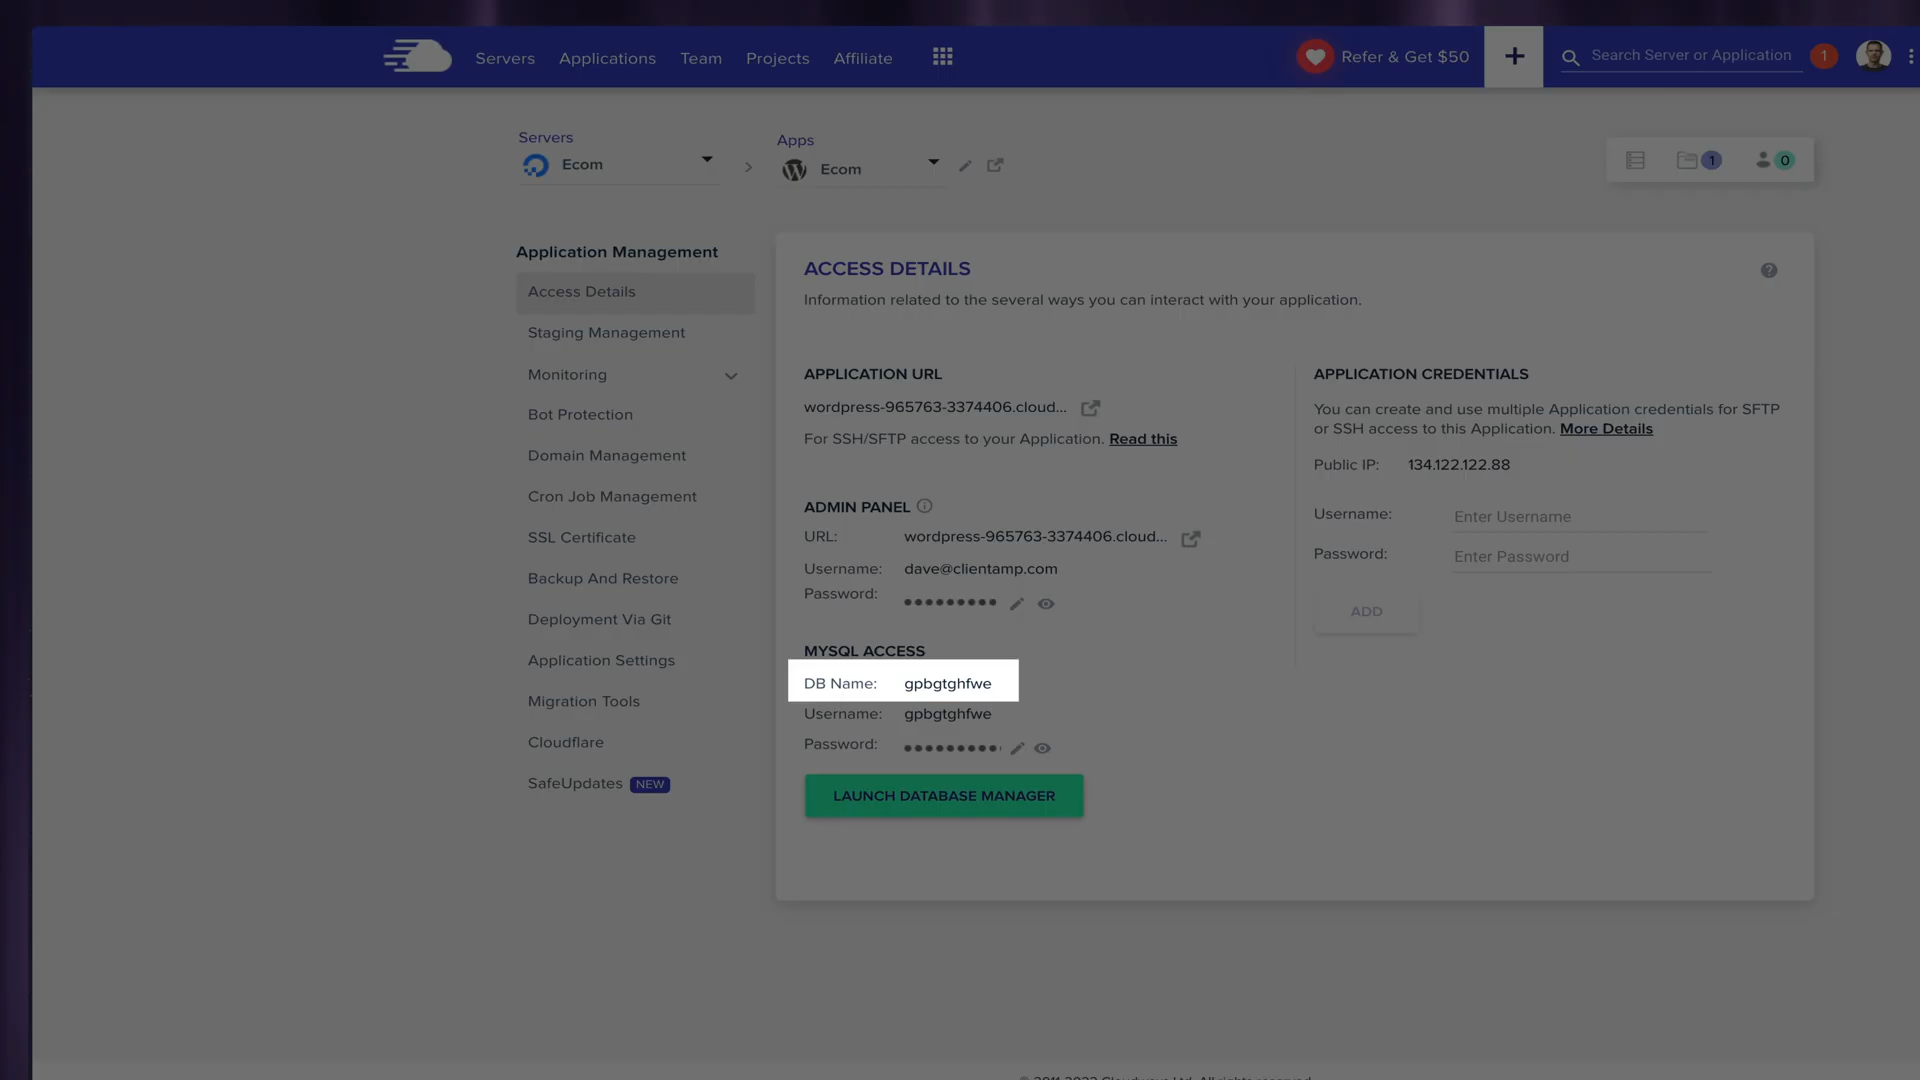 Servers Applications Team Projects Affiliate Refer & Get $50 + Search Server or Application 1
Servers
Ecom
Apps
Ecom
1 0
Application Management
Access Details
Staging Management
Monitoring
Bot Protection
Domain Management
Cron Job Management
SSL Certificate
Backup And Restore
Deployment Via Git
Application Settings
Migration Tools
Cloudflare
SafeUpdates NEW
ACCESS DETAILS
Information related to the several ways you can interact with your application.
APPLICATION URL
wordpress-965763-3374406.cloud...
For SSH/SFTP access to your Application. Read this
ADMIN PANEL
URL: wordpress-965763-3374406.cloud...
Username: dave@clientamp.com
Password: •••••••••
MYSQL ACCESS
DB Name: gpbgtghfwe
Username: gpbgtghfwe
Password: •••••••••
LAUNCH DATABASE MANAGER
APPLICATION CREDENTIALS
You can create and use multiple Application credentials for SFTP
or SSH access to this Application. More Details
Public IP: 134.122.122.88
Username: Enter Username
Password: Enter Password
ADD